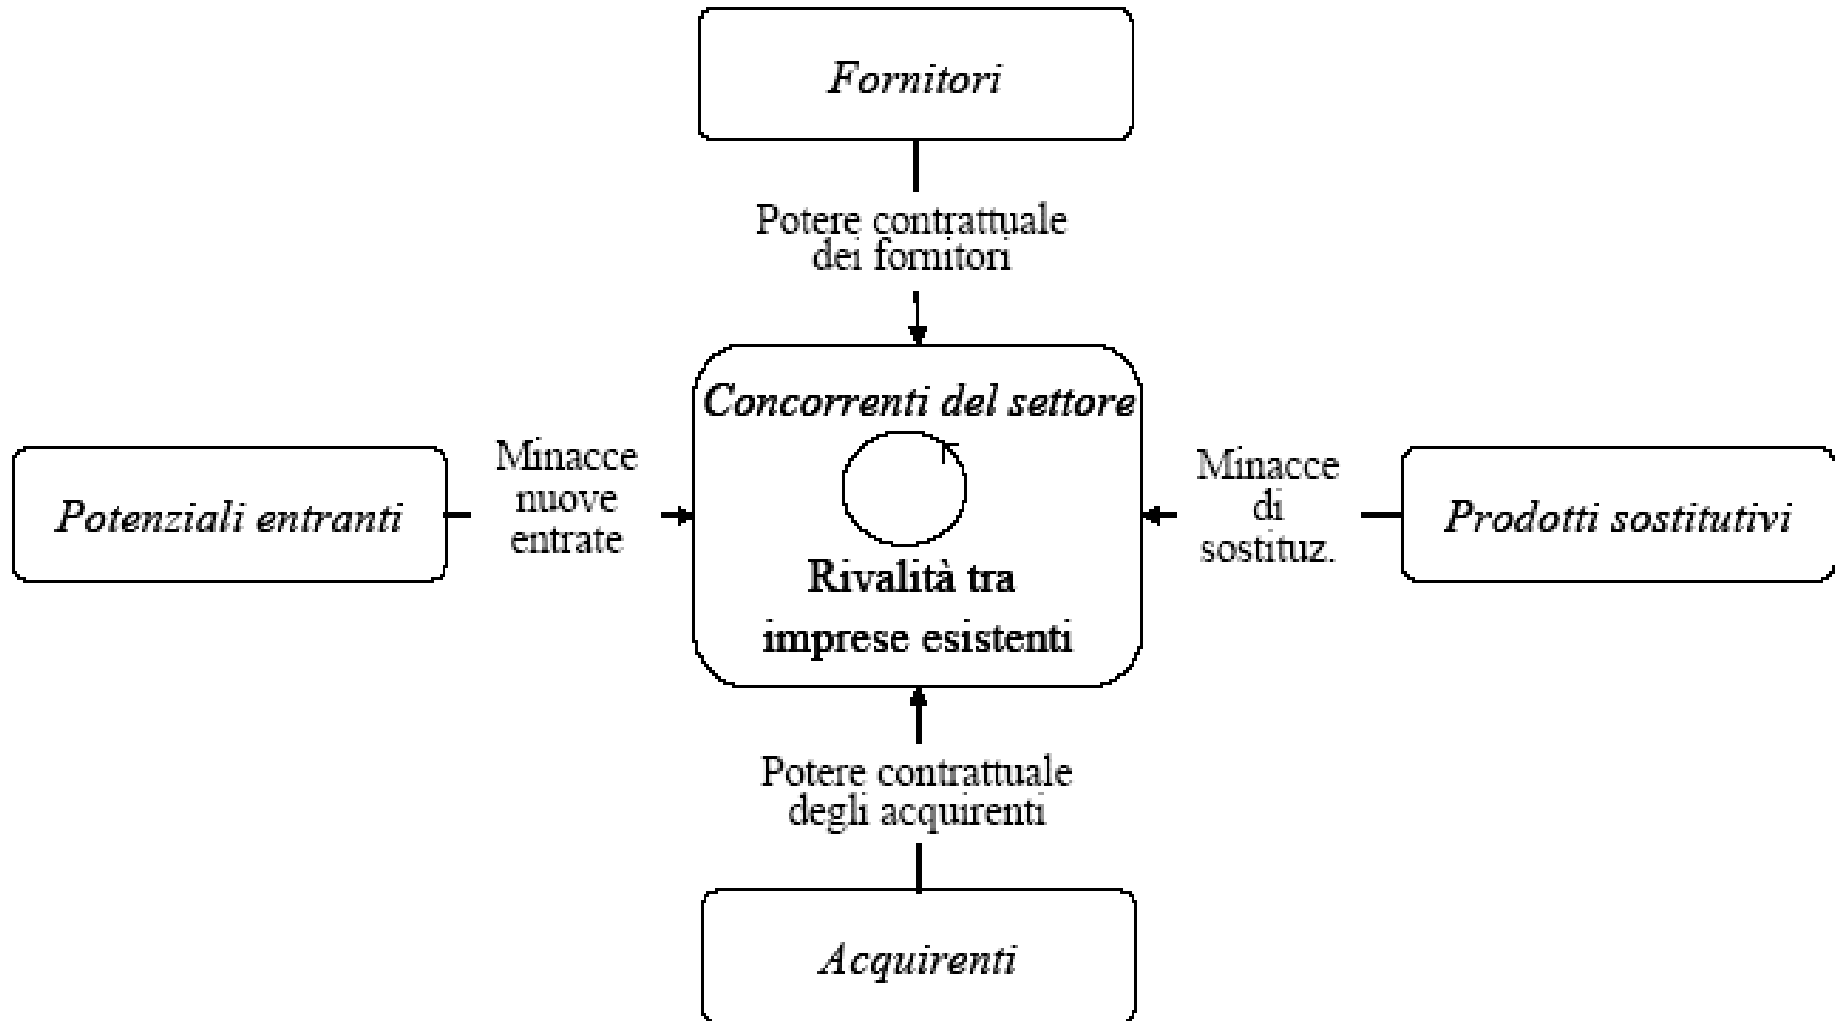 Fornitori
Potere contrattuale
dei fornitori
Concorrenti del settore
Rivalità tra
imprese esistenti
Potenziali entranti
Minacce
nuove
entrate
Minacce
di
sostituz.
Prodotti sostitutivi
Potere contrattuale
degli acquirenti
Acquirenti